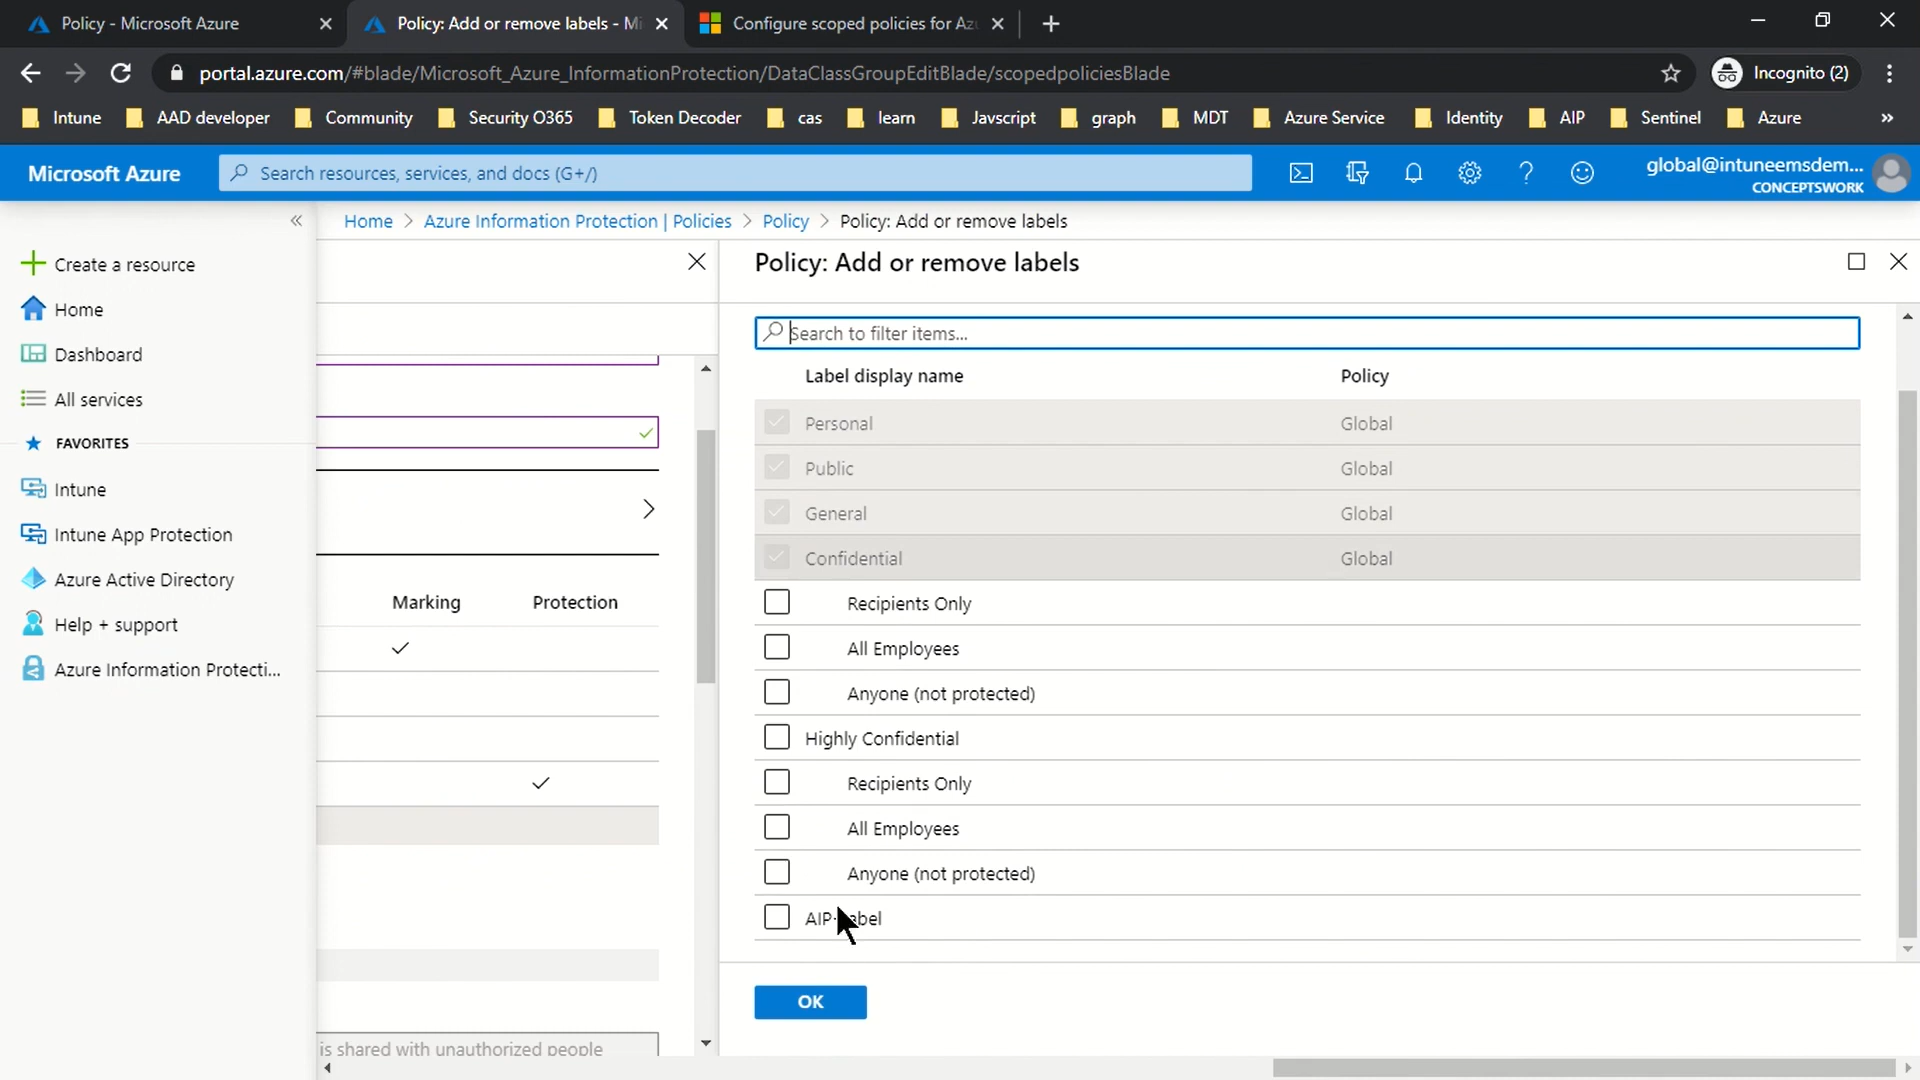 Policy - Microsoft Azure
Policy: Add or remove labels - Mi
Configure scoped policies for Az
portal.azure.com/#blade/Microsoft_Azure_InformationProtection/DataClassGroupEditBlade/scopedpoliciesBlade
Incognito (2)
Intune
AAD developer
Community
Security O365
Token Decoder
cas
learn
Javscript
graph
MDT
Azure Service
Identity
AIP
Sentinel
Azure
»
Microsoft Azure
Search resources, services, and docs (G+/)
global@intuneemsdem...
CONCEPTSWORK
«
Create a resource
Home
Dashboard
All services
FAVORITES
Intune
Intune App Protection
Azure Active Directory
Help + support
Azure Information Protecti...
Home > Azure Information Protection | Policies > Policy > Policy: Add or remove labels
Marking Protection
is shared with unauthorized people
Policy: Add or remove labels
Search to filter items...
Label display name Policy
Personal Global
Public Global
General Global
Confidential Global
Recipients Only
All Employees
Anyone (not protected)
Highly Confidential
Recipients Only
All Employees
Anyone (not protected)
AIP
OK